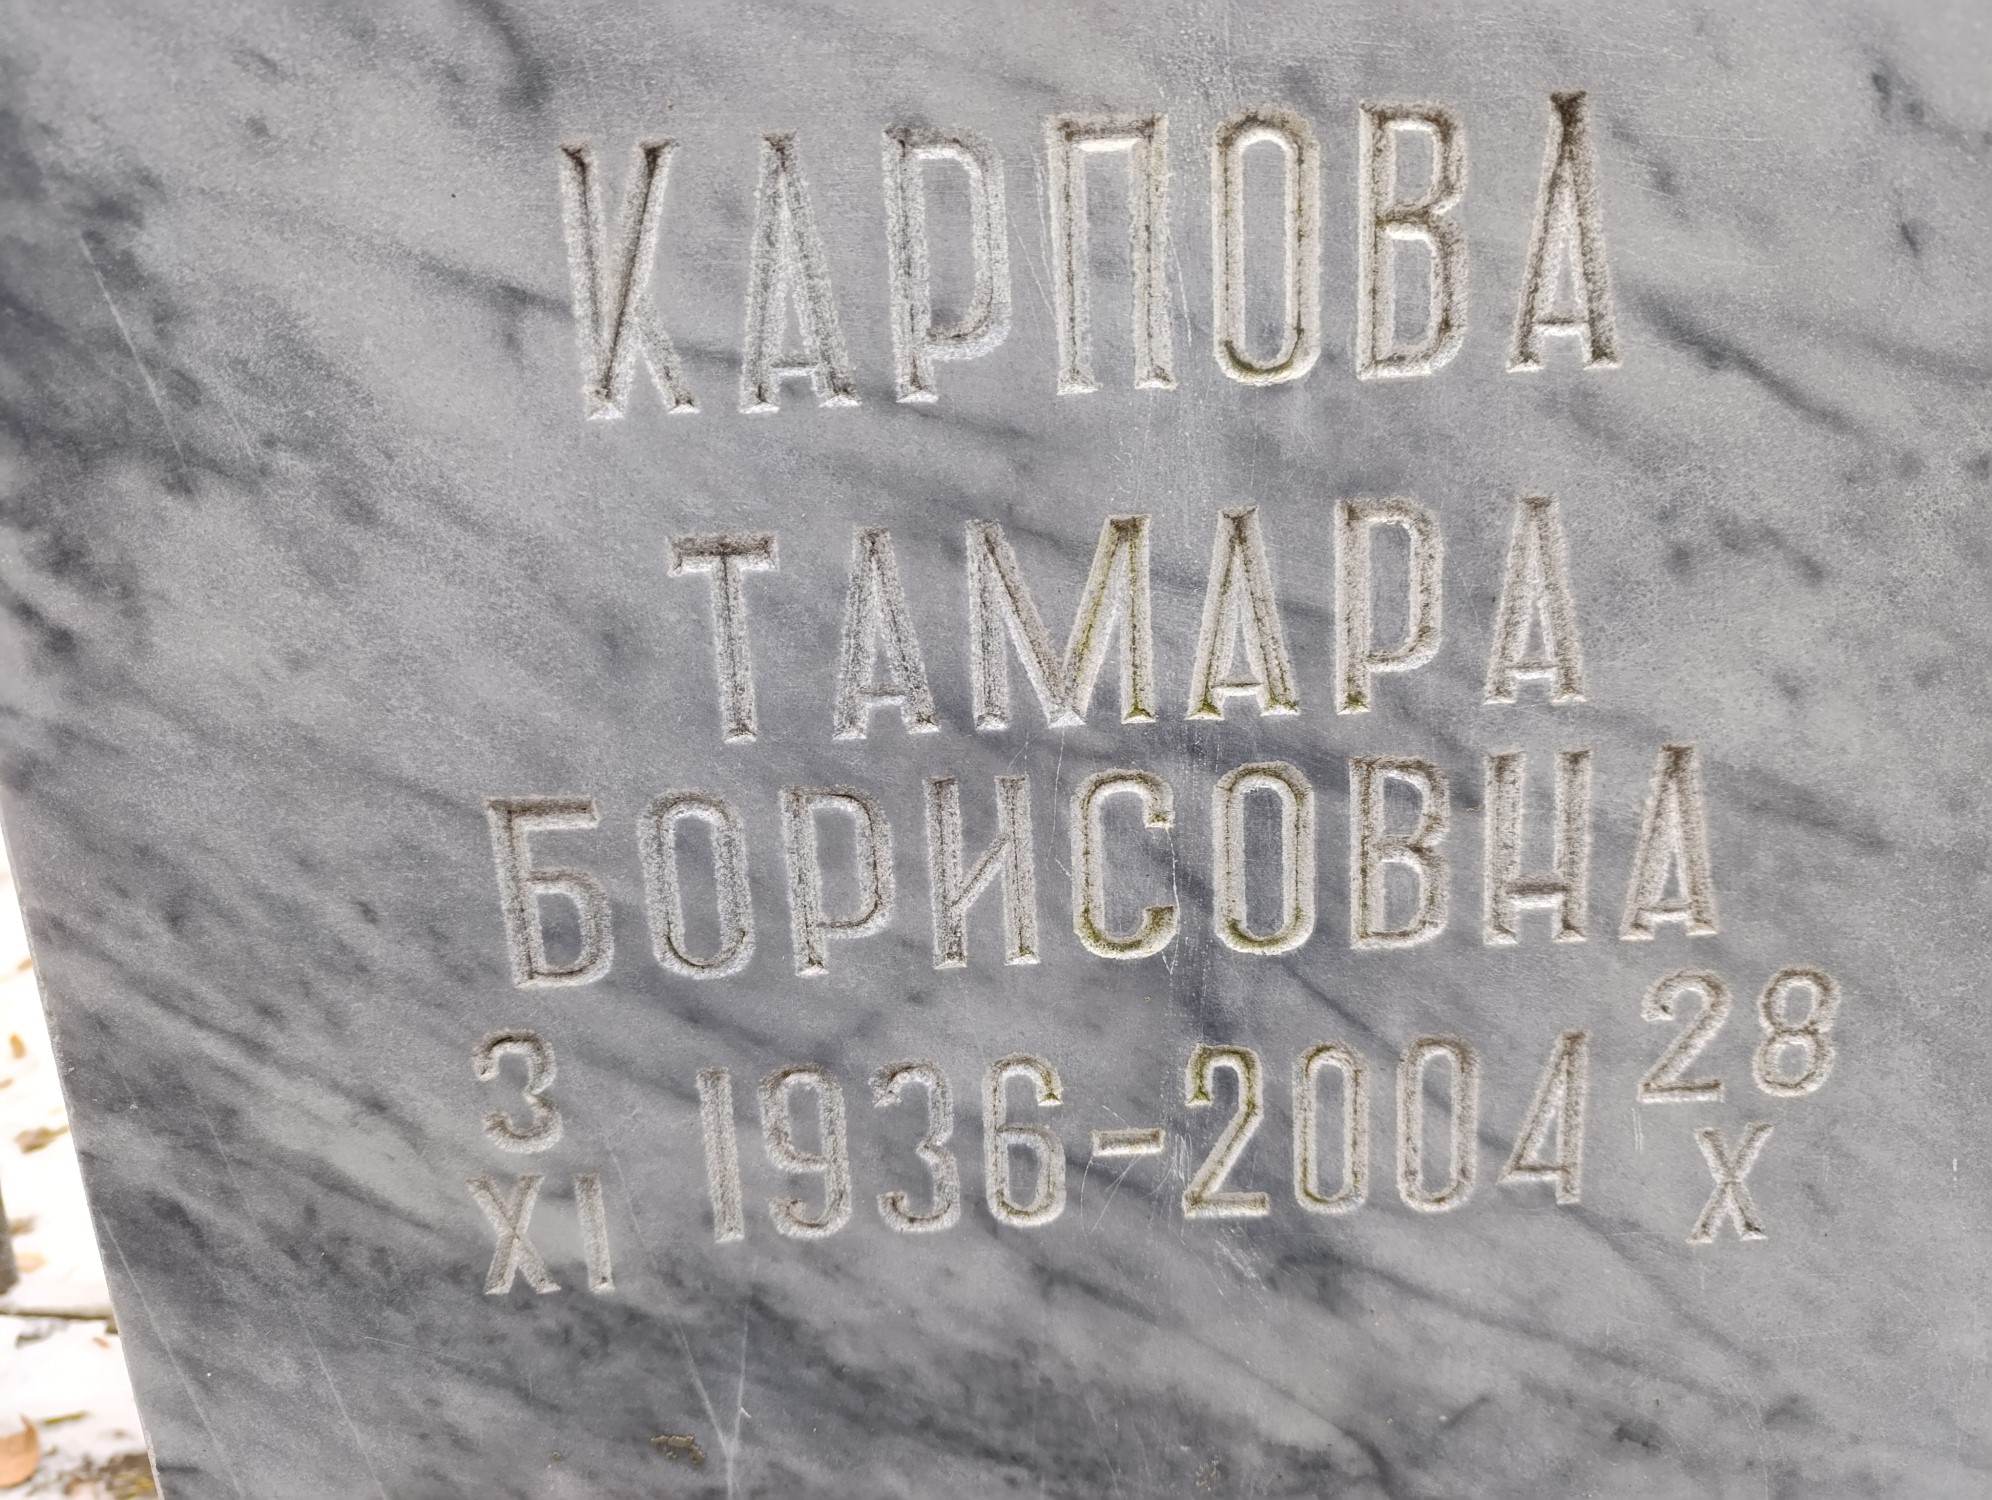 КАРПОВА
ТАМАРА
БОРИСОВНА
3 XI 1936-2004 28 X